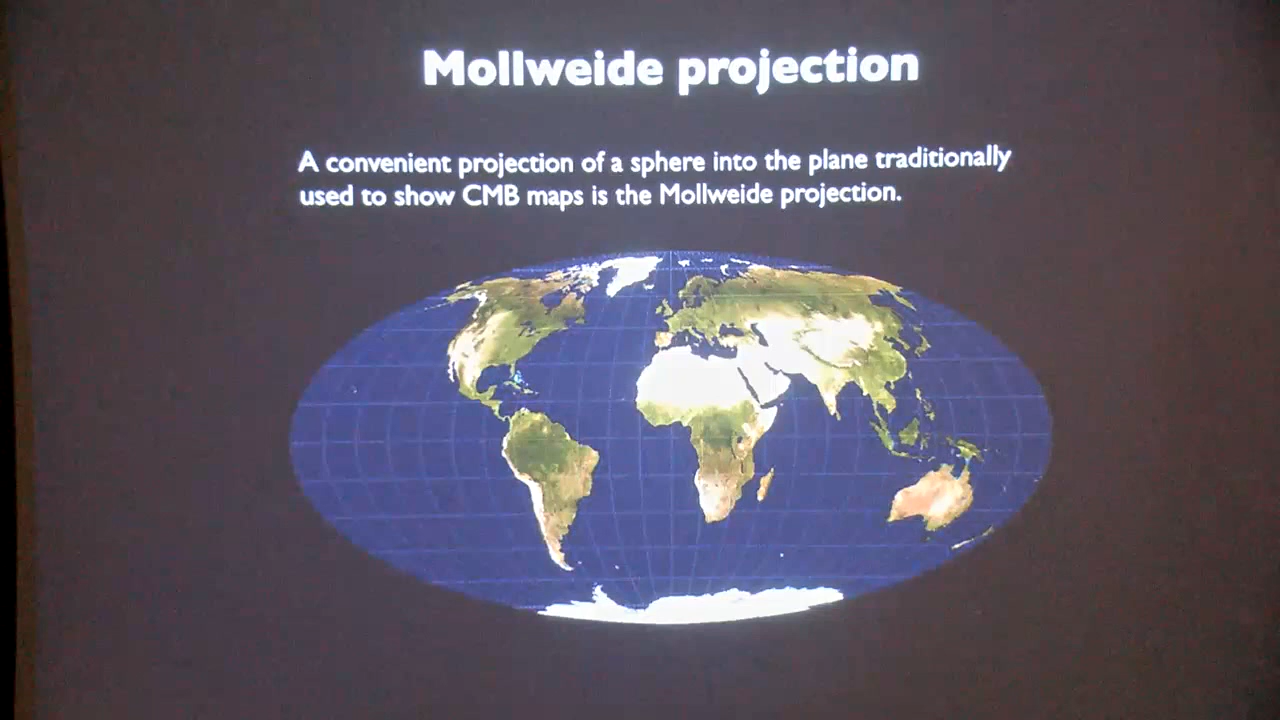 Mollweide projection
A convenient projection of a sphere into the plane traditionally
used to show CMB maps is the Mollweide projection.